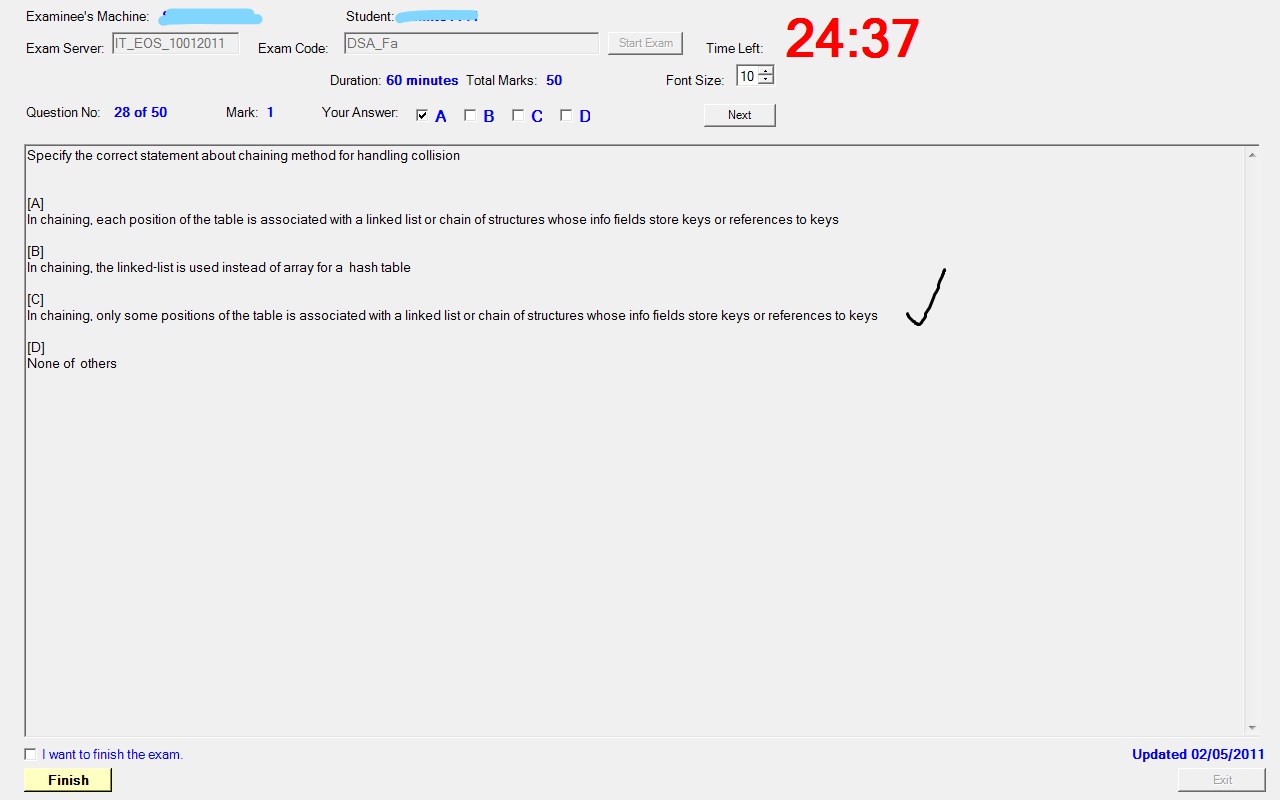 Examinee's Machine: Student:
Exam Server: IT_EOS_10012011 Exam Code: DSA_Fa Start Exam Time Left: 24:37
Duration: 60 minutes Total Marks: 50 Font Size: 10
Question No: 28 of 50 Mark: 1 Your Answer: A B C D Next
Specify the correct statement about chaining method for handling collision
[A]
In chaining, each position of the table is associated with a linked list or chain of structures whose info fields store keys or references to keys
[B]
In chaining, the linked-list is used instead of array for a hash table
[C]
In chaining, only some positions of the table is associated with a linked list or chain of structures whose info fields store keys or references to keys
[D]
None of others
I want to finish the exam. Updated 02/05/2011
Finish Exit